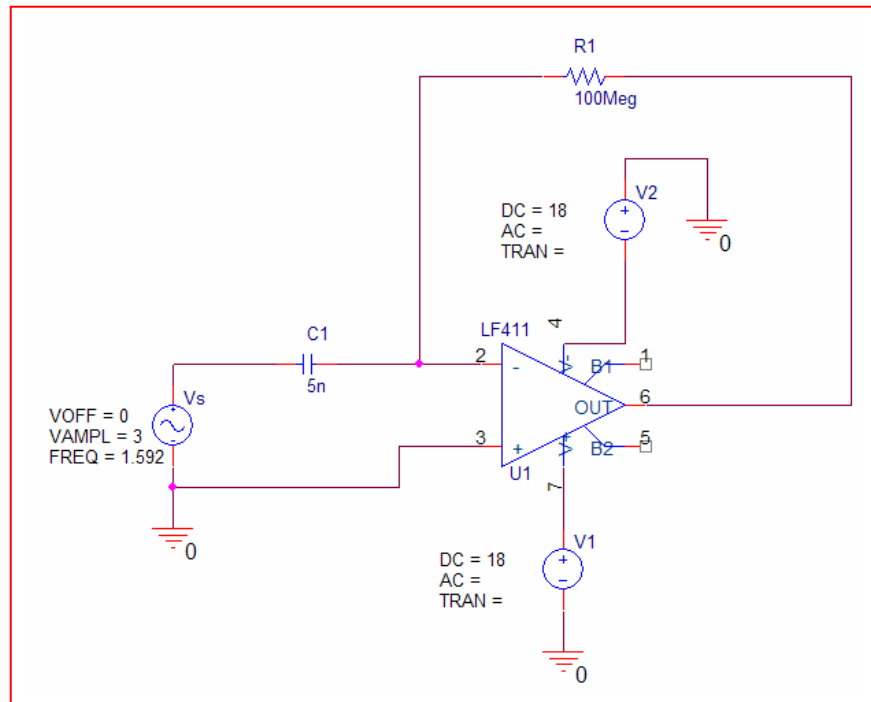 R1
100Meg
V2
DC = 18
AC =
TRAN =
0
C1
5n
LF411
4
V-
B1
1
2
-
OUT
6
Vs
VOFF = 0
VAMPL = 3
FREQ = 1.592
3
+
V+
B2
5
U1
7
0
V1
DC = 18
AC =
TRAN =
0